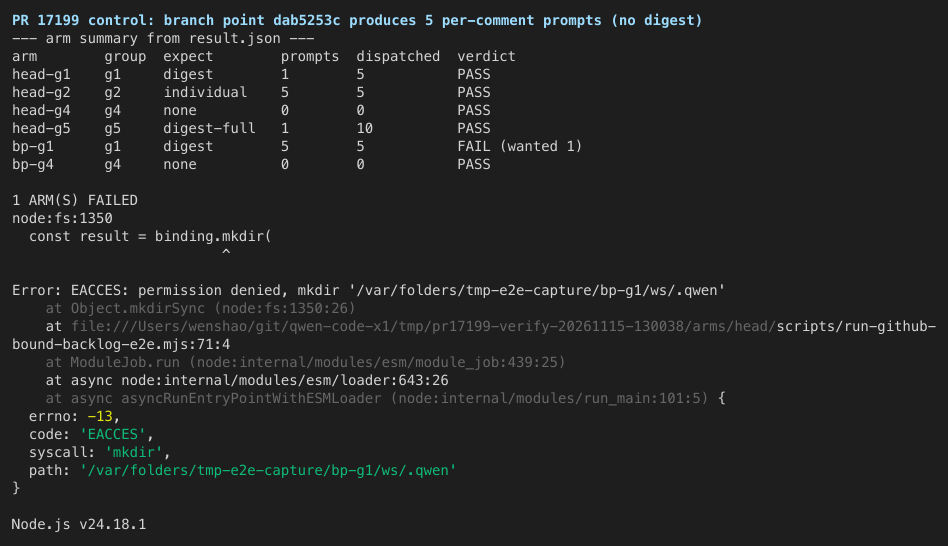 PR 17199 control: branch point dab5253c produces 5 per-comment prompts (no digest)
--- arm summary from result.json ---
arm group expect prompts dispatched verdict
head-g1 g1 digest 1 5 PASS
head-g2 g2 individual 5 5 PASS
head-g4 g4 none 0 0 PASS
head-g5 g5 digest-full 1 10 PASS
bp-g1 g1 digest 5 5 FAIL (wanted 1)
bp-g4 g4 none 0 0 PASS
1 ARM(S) FAILED
node:fs:1350
const result = binding.mkdir(
^
Error: EACCES: permission denied, mkdir '/var/folders/tmp-e2e-capture/bp-g1/ws/.qwen'
at Object.mkdirSync (node:fs:1350:26)
at file:///Users/wenshao/git/qwen-code-x1/tmp/pr17199-verify-20261115-130038/arms/head/scripts/run-github-
bound-backlog-e2e.mjs:71:4
at ModuleJob.run (node:internal/modules/esm/module_job:439:25)
at async node:internal/modules/esm/loader:643:26
at async asyncRunEntryPointWithESMLoader (node:internal/modules/run_main:101:5) {
errno: -13,
code: 'EACCES',
syscall: 'mkdir',
path: '/var/folders/tmp-e2e-capture/bp-g1/ws/.qwen'
}
Node.js v24.18.1